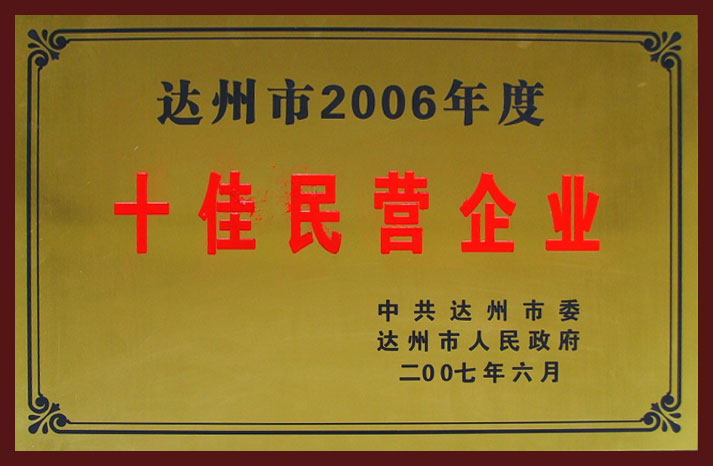 达州市2006年度
十佳民营企业
中共达州市委
达州市人民政府
二00七年六月